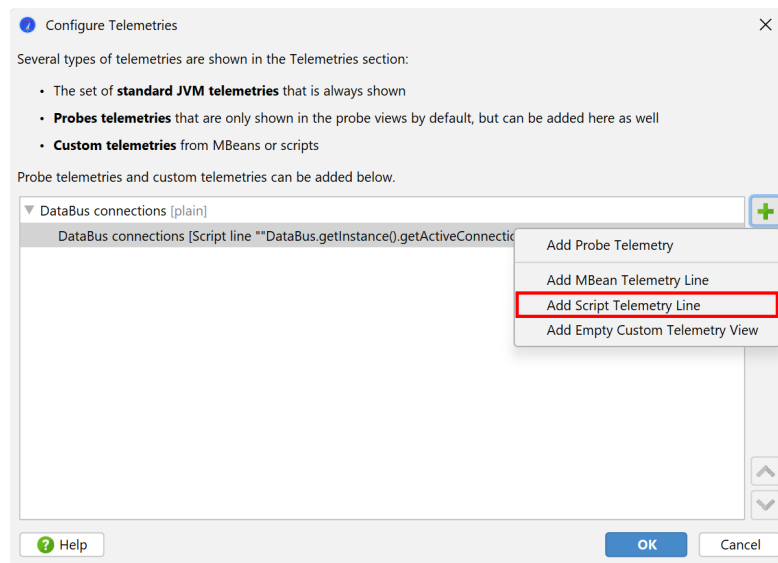 Configure Telemetries
Several types of telemetries are shown in the Telemetries section:
• The set of standard JVM telemetries that is always shown
• Probes telemetries that are only shown in the probe views by default, but can be added here as well
• Custom telemetries from MBeans or scripts
Probe telemetries and custom telemetries can be added below.
DataBus connections [plain]
DataBus connections [Script line ""DataBus.getInstance().getActiveConnectio
Add Probe Telemetry
Add MBean Telemetry Line
Add Script Telemetry Line
Add Empty Custom Telemetry View
Help
OK
Cancel